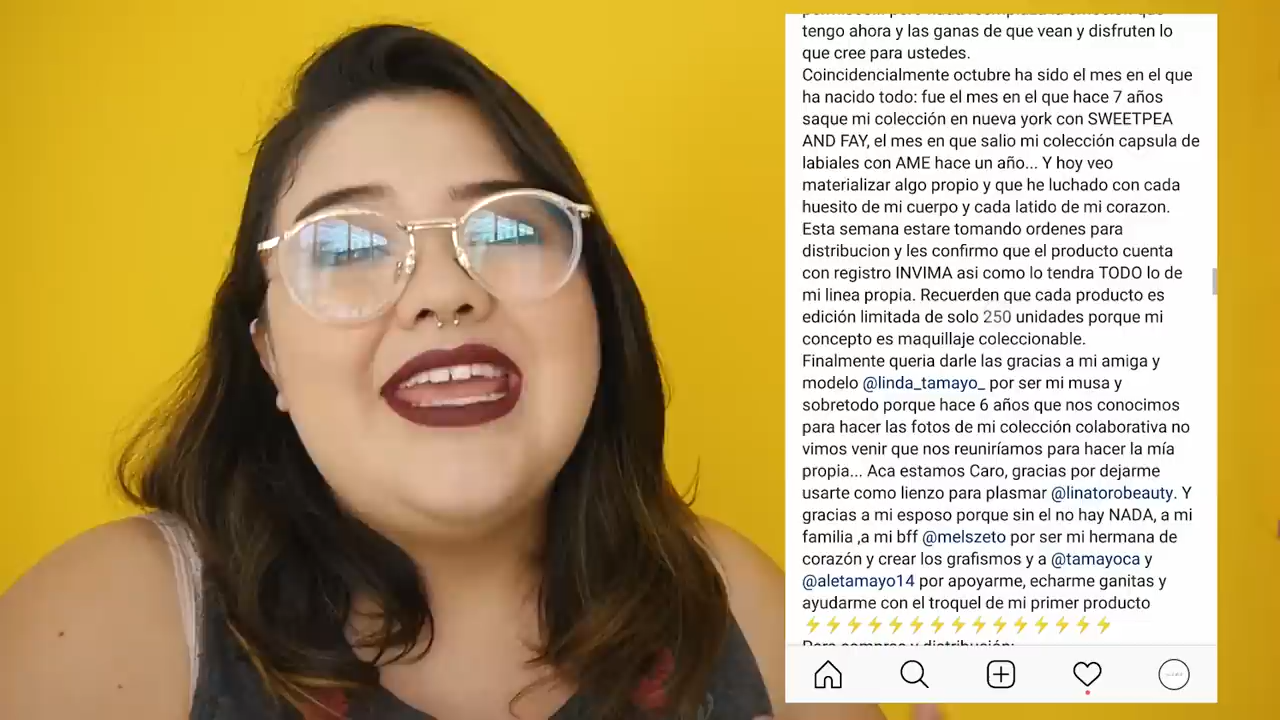 tengo ahora y las ganas de que vean y disfruten lo
que cree para ustedes.
Coincidencialmente octubre ha sido el mes en el que
ha nacido todo: fue el mes en el que hace 7 años
saque mi colección en nueva york con SWEETPEA
AND FAY, el mes en que salio mi colección capsula de
labiales con AME hace un año... Y hoy veo
materializar algo propio y que he luchado con cada
huesito de mi cuerpo y cada latido de mi corazon.
Esta semana estare tomando ordenes para
distribucion y les confirmo que el producto cuenta
con registro INVIMA asi como lo tendra TODO lo de
mi linea propia. Recuerden que cada producto es
edición limitada de solo 250 unidades porque mi
concepto es maquillaje coleccionable.
Finalmente queria darle las gracias a mi amiga y
modelo @linda_tamayo_ por ser mi musa y
sobretodo porque hace 6 años que nos conocimos
para hacer las fotos de mi colección colaborativa no
vimos venir que nos reuniríamos para hacer la mía
propia... Aca estamos Caro, gracias por dejarme
usarte como lienzo para plasmar @linatorobeauty. Y
gracias a mi esposo porque sin el no hay NADA, a mi
familia ,a mi bff @melszeto por ser mi hermana de
corazón y crear los grafismos y a @tamayoca y
@aletamayo14 por apoyarme, echarme ganitas y
ayudarme con el troquel de mi primer producto
⚡⚡⚡⚡⚡⚡⚡⚡⚡⚡⚡⚡⚡⚡⚡
Para compras y distribución: